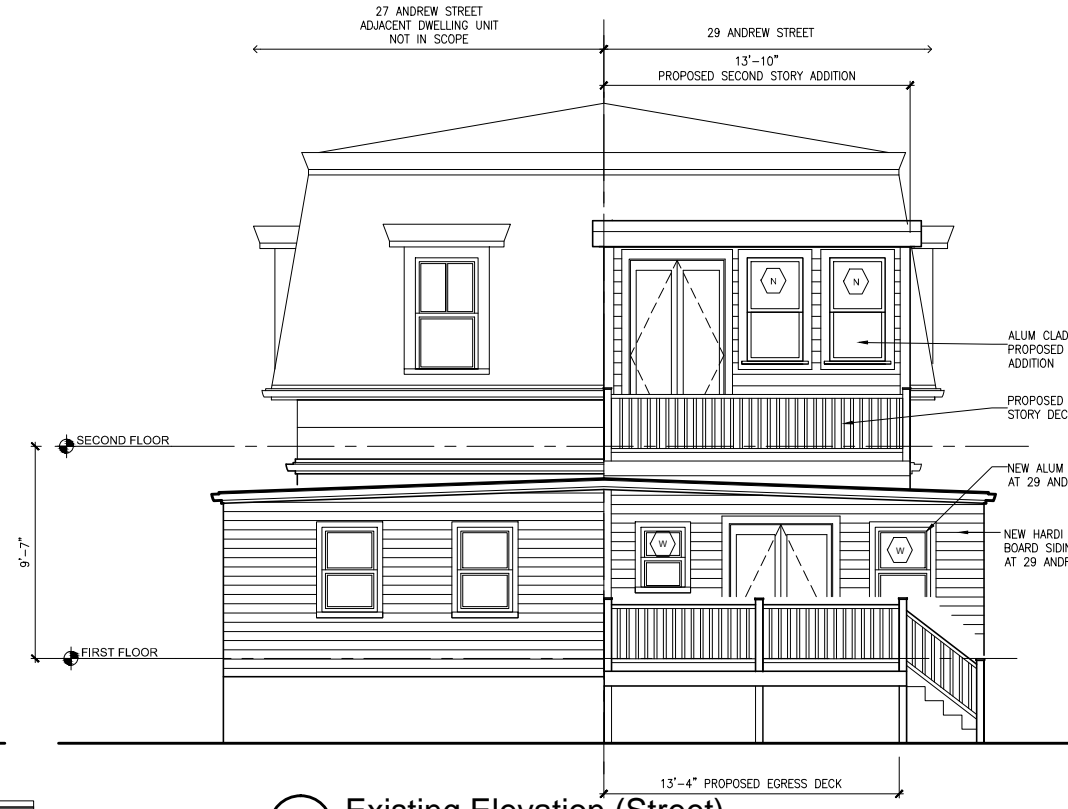 27 ANDREW STREET
ADJACENT DWELLING UNIT
NOT IN SCOPE
29 ANDREW STREET
13'-10"
PROPOSED SECOND STORY ADDITION
N
N
ALUM CLAD
PROPOSED
ADDITION
PROPOSED
STORY DEC
SECOND FLOOR
NEW ALUM
AT 29 AND
9'-7"
W
W
NEW HARDI
BOARD SIDIN
AT 29 ANDR
FIRST FLOOR
13'-4" PROPOSED EGRESS DECK
Existing Elevation (Street)